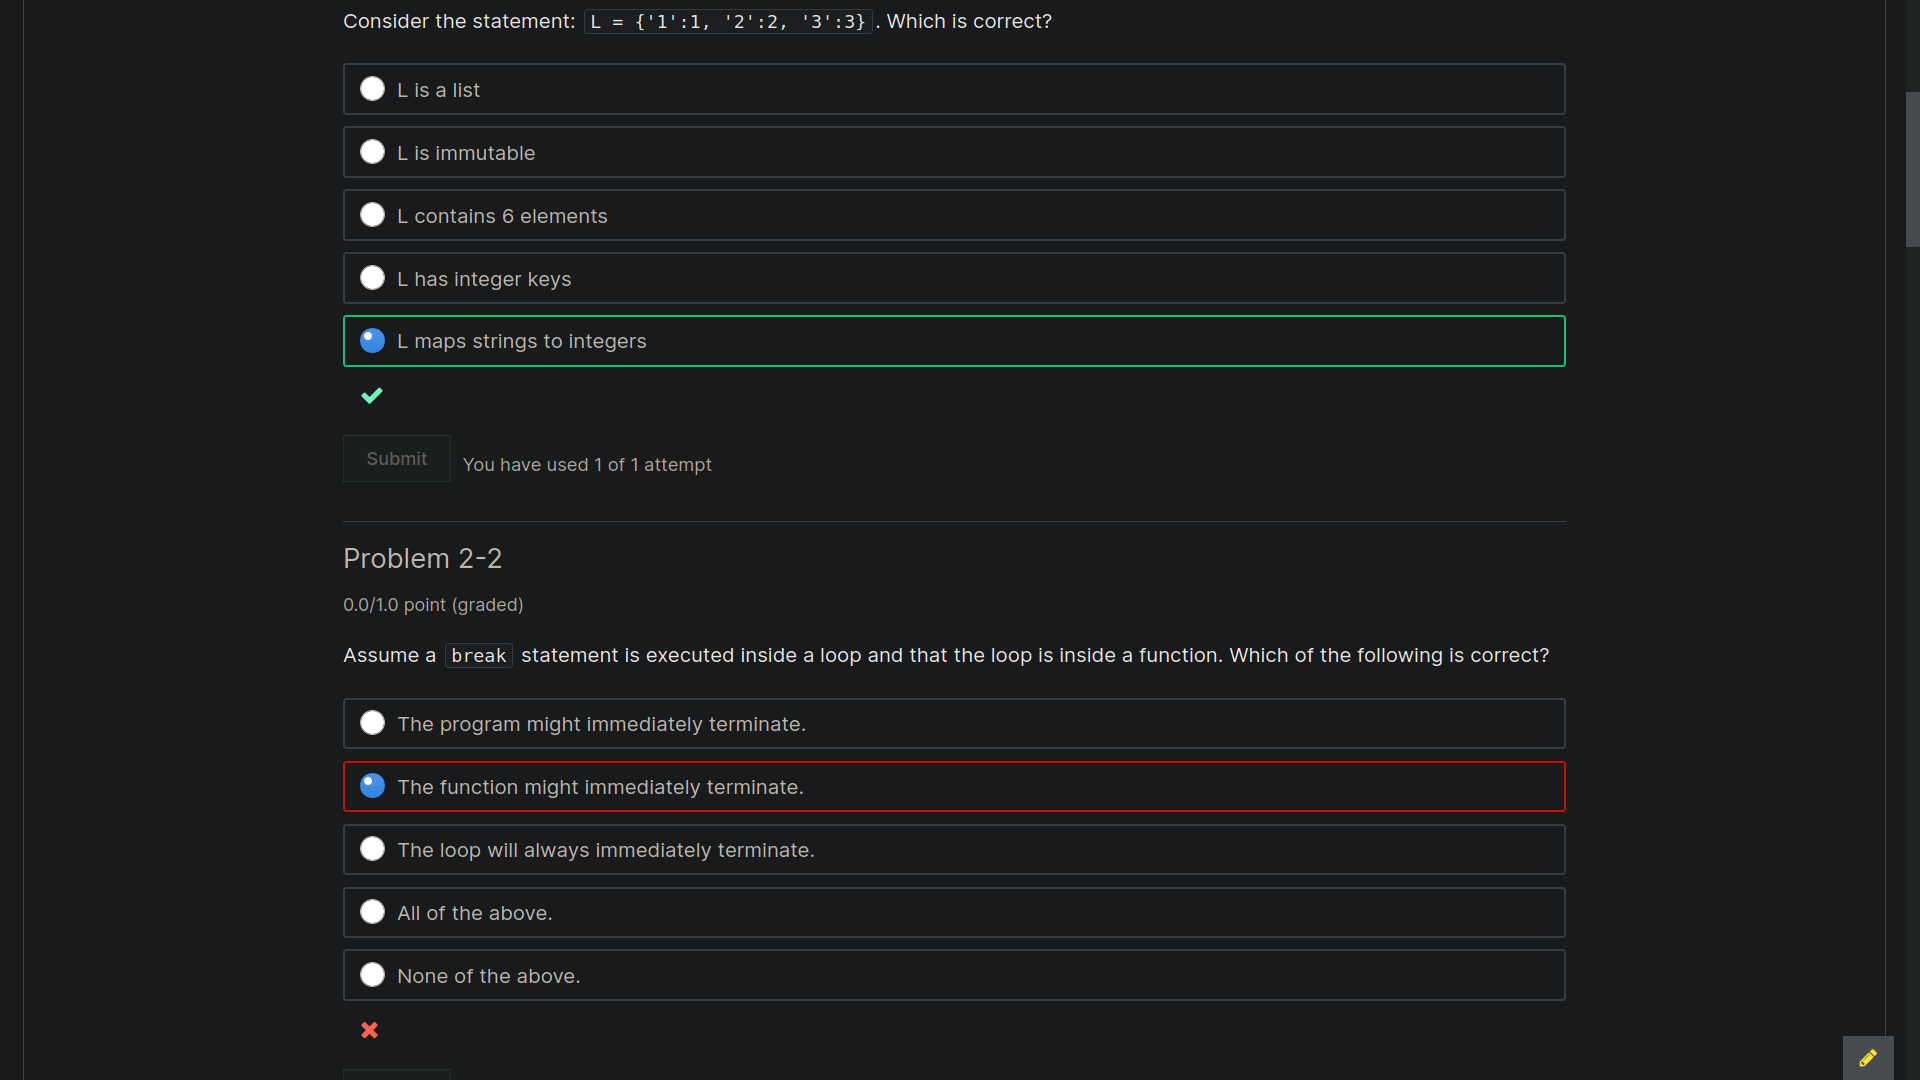 Consider the statement: L = {'1':1, '2':2, '3':3}. Which is correct?
L is a list
L is immutable
L contains 6 elements
L has integer keys
L maps strings to integers
Submit You have used 1 of 1 attempt
Problem 2-2
0.0/1.0 point (graded)
Assume a break statement is executed inside a loop and that the loop is inside a function. Which of the following is correct?
The program might immediately terminate.
The function might immediately terminate.
The loop will always immediately terminate.
All of the above.
None of the above.